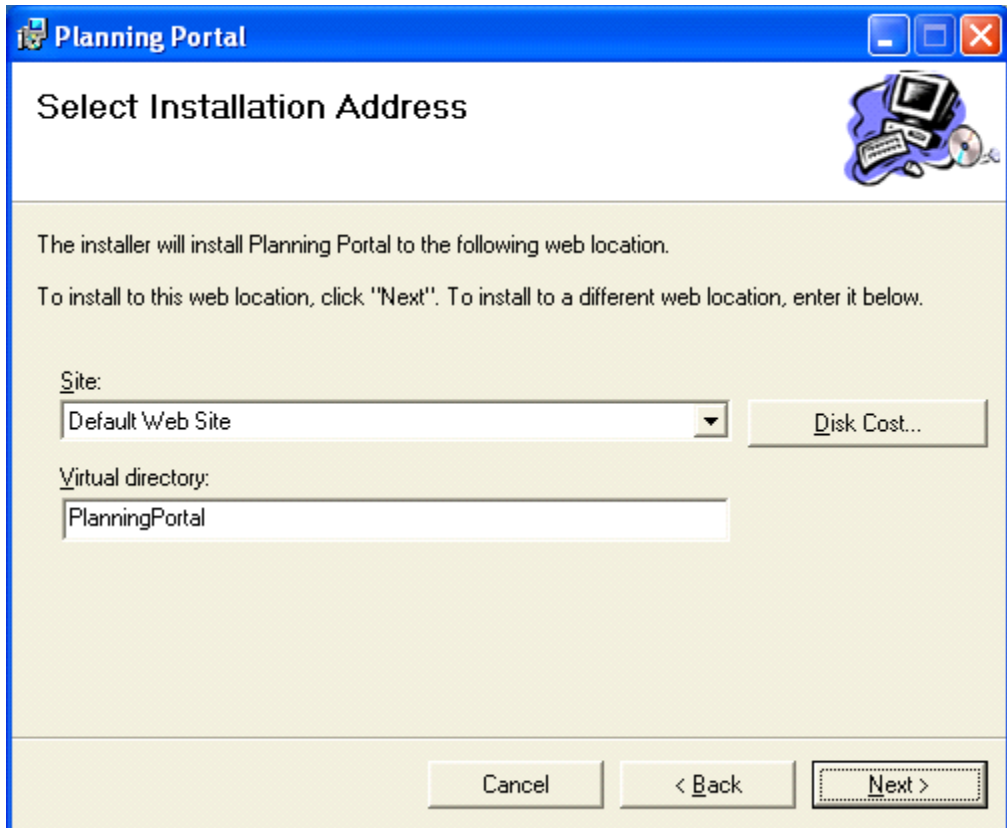 Planning Portal
Select Installation Address
The installer will install Planning Portal to the following web location.
To install to this web location, click "Next". To install to a different web location, enter it below.
Site:
Default Web Site
Disk Cost...
Virtual directory:
PlanningPortal
Cancel
< Back
Next >